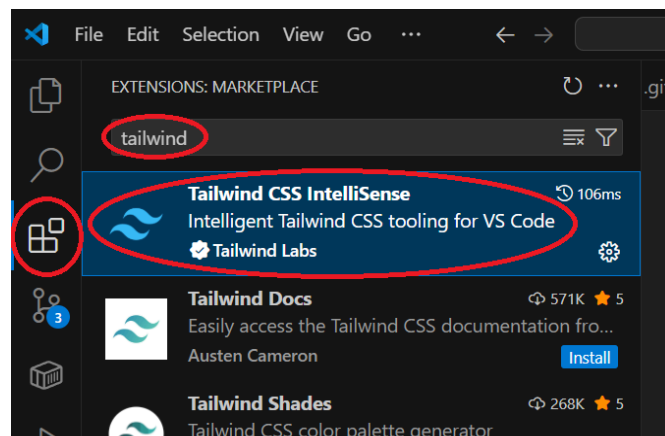 File Edit Selection View Go ···
EXTENSIONS: MARKETPLACE ···
.gi
tailwind
Tailwind CSS IntelliSense 106ms
Intelligent Tailwind CSS tooling for VS Code
Tailwind Labs
Tailwind Docs 571K 5
Easily access the Tailwind CSS documentation fro...
Austen Cameron Install
3
Tailwind Shades 268K 5
Tailwind CSS color palette generator